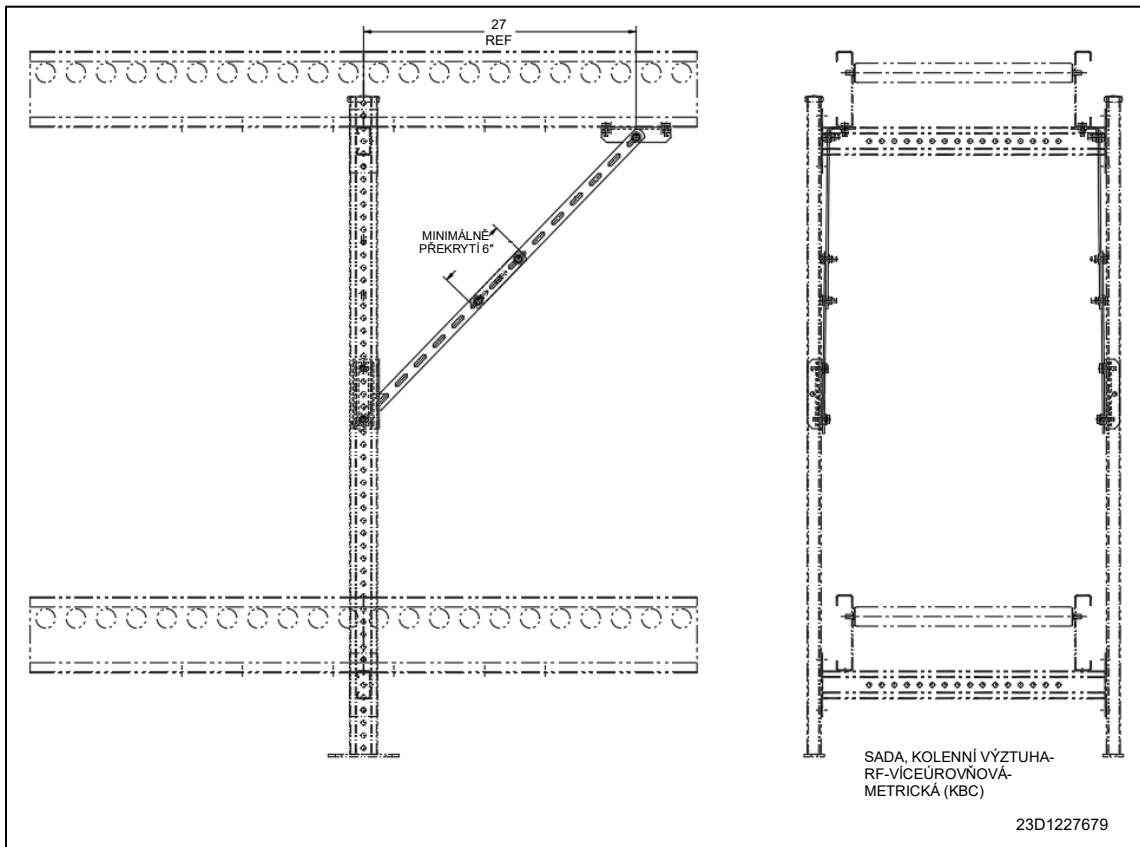 27
REF
MINIMÁLNĚ
PŘEKRYTÍ 6"
SADA, KOLENNÍ VÝZTUHA-
RF-VÍCEÚROVŇOVÁ-
METRICKÁ (KBC)
23D1227679